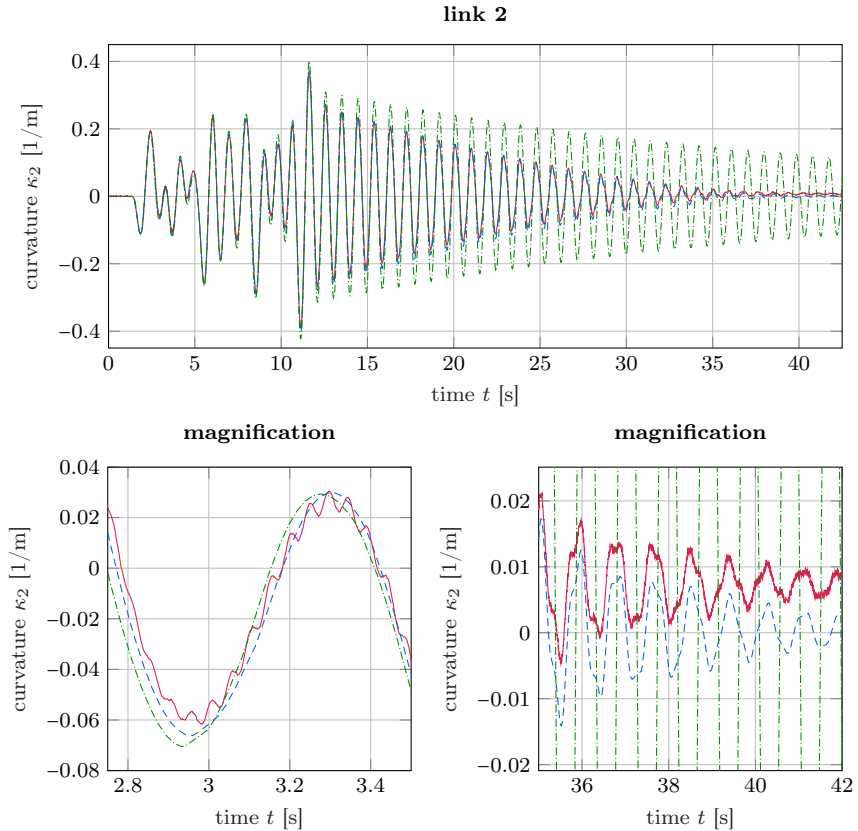 link 2
0.4
0.2
0
−0.2
−0.4
curvature κ₂ [1/m]
0 5 10 15 20 25 30 35 40
time t [s]
magnification
0.04
0.02
0
−0.02
−0.04
−0.06
−0.08
curvature κ₂ [1/m]
2.8 3 3.2 3.4
time t [s]
magnification
0.02
0.01
0
−0.01
−0.02
curvature κ₂ [1/m]
36 38 40 42
time t [s]